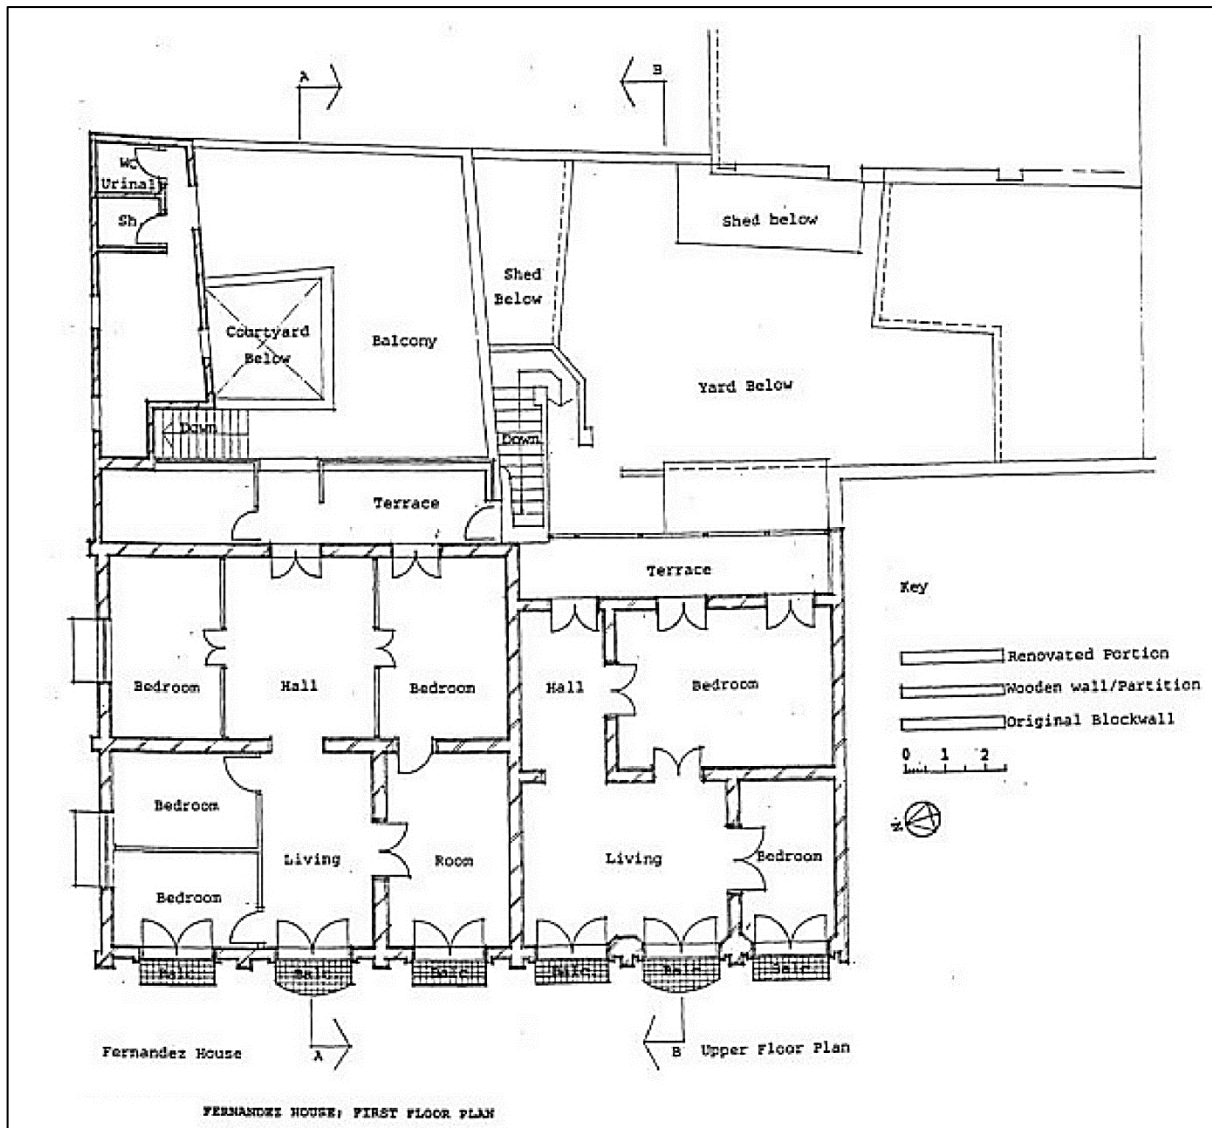 A
B
WC
Urinal
Sh
Shed below
Shed
Below
Courtyard
Below
Balcony
Yard Below
Down
Down
Terrace
Terrace
Key
Renovated Portion
Wooden wall/Partition
Original Blockwall
0 1 2
N
Bedroom
Hall
Bedroom
Hall
Bedroom
Bedroom
Living
Room
Living
Bedroom
Bedroom
Balc.
Balc.
Balc
Balc
Balc
Balc.
Fernandez House
A
B
Upper Floor Plan
FERNANDEZ HOUSE; FIRST FLOOR PLAN